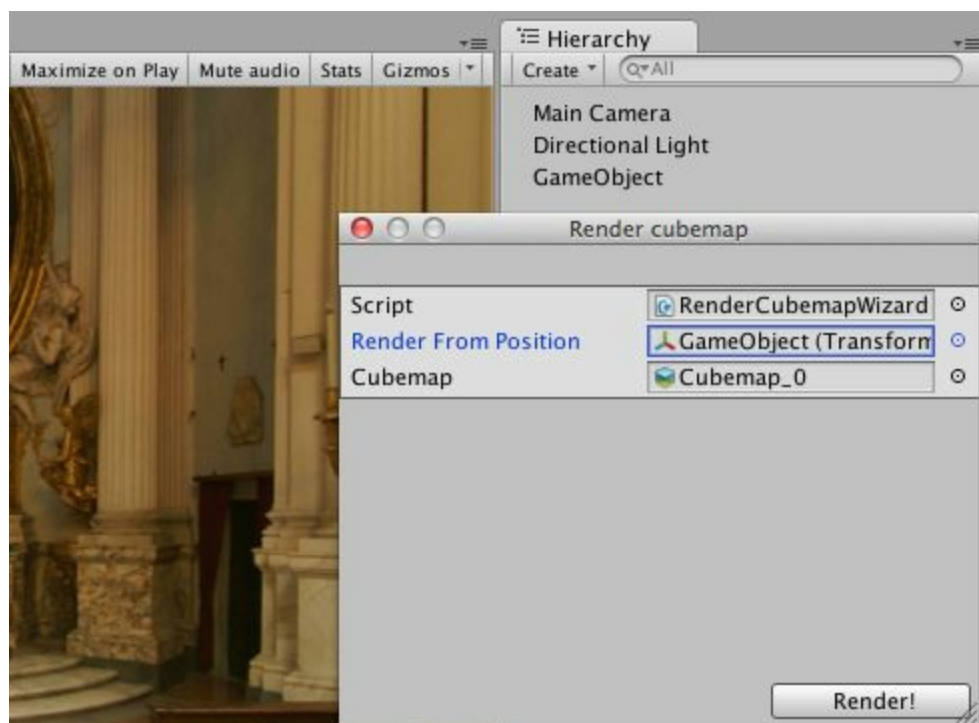 Hierarchy
Maximize on Play Mute audio Stats Gizmos Create All
Main Camera
Directional Light
GameObject
Render cubemap
Script RenderCubemapWizard
Render From Position GameObject (Transform
Cubemap Cubemap_0
Render!